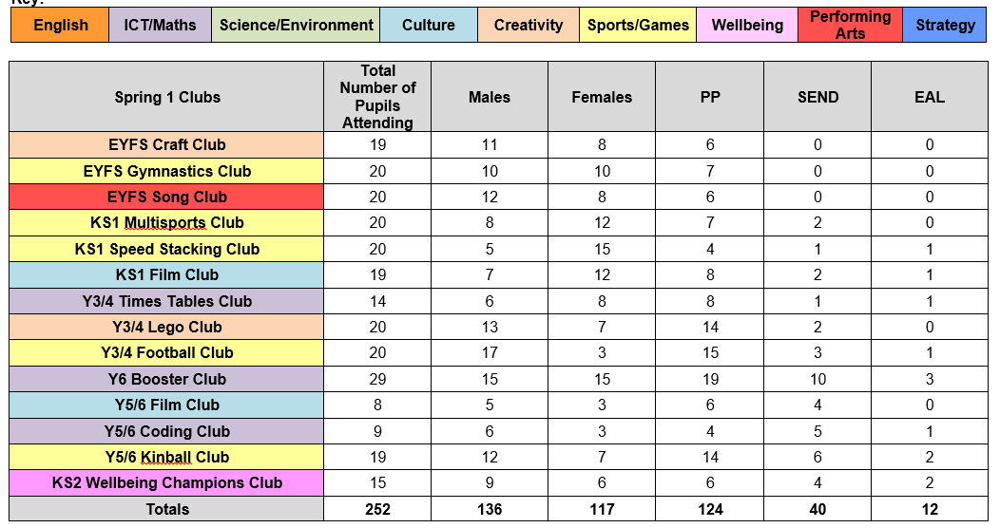 Key:
English ICT/Maths Science/Environment Culture Creativity Sports/Games Wellbeing Performing Arts Strategy
Spring 1 Clubs Total Number of Pupils Attending Males Females PP SEND EAL
EYFS Craft Club 19 11 8 6 0 0
EYFS Gymnastics Club 20 10 10 7 0 0
EYFS Song Club 20 12 8 6 0 0
KS1 Multisports Club 20 8 12 7 2 0
KS1 Speed Stacking Club 20 5 15 4 1 1
KS1 Film Club 19 7 12 8 2 1
Y3/4 Times Tables Club 14 6 8 8 1 1
Y3/4 Lego Club 20 13 7 14 2 0
Y3/4 Football Club 20 17 3 15 3 1
Y6 Booster Club 29 15 15 19 10 3
Y5/6 Film Club 8 5 3 6 4 0
Y5/6 Coding Club 9 6 3 4 5 1
Y5/6 Kinball Club 19 12 7 14 6 2
KS2 Wellbeing Champions Club 15 9 6 6 4 2
Totals 252 136 117 124 40 12